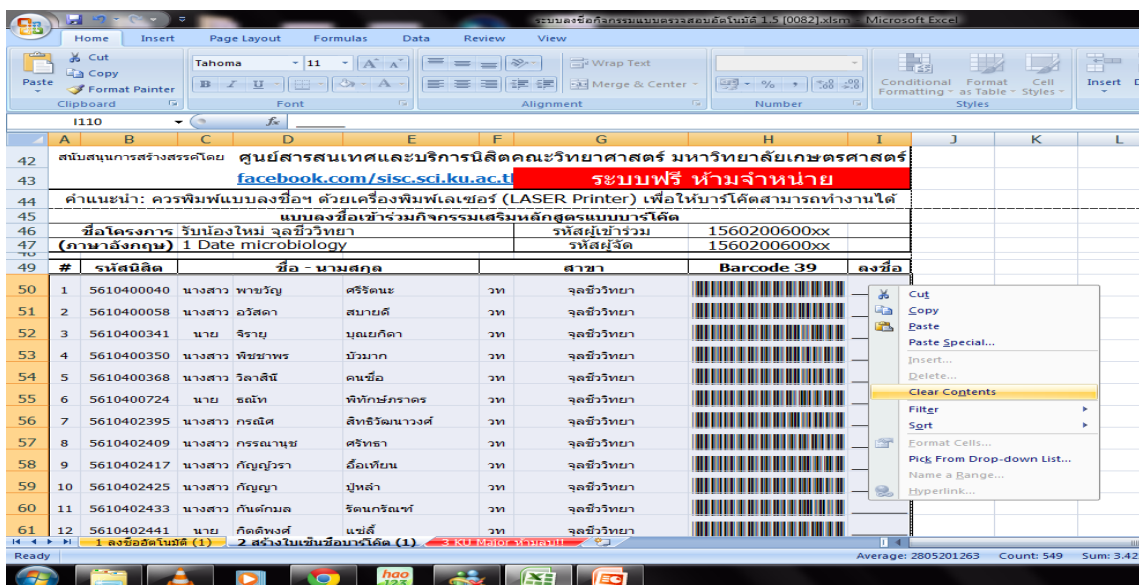 ระบบลงชื่อกิจกรรมแบบตรวจสอบอัตโนมัติ 1.5 [0082].xlsm - Microsoft Excel
Home Insert Page Layout Formulas Data Review View
Cut
Copy
Format Painter
Paste
Clipboard
Tahoma 11
B I U
Font
Wrap Text
Merge & Center
Alignment
Number
Conditional Formatting
Format as Table
Cell Styles
Styles
Insert
I110 fx
A B C D E F G H I J K L
42 สนับสนุนการสร้างสรรค์โดย ศูนย์สารสนเทศและบริการนิสิตคณะวิทยาศาสตร์ มหาวิทยาลัยเกษตรศาสตร์
43 facebook.com/sisc.sci.ku.ac.tl ระบบฟรี ห้ามจำหน่าย
44 คำแนะนำ: ควรพิมพ์แบบลงชื่อฯ ด้วยเครื่องพิมพ์เลเซอร์ (LASER Printer) เพื่อให้บาร์โค๊ตสามารถทำงานได้
45 แบบลงชื่อเข้าร่วมกิจกรรมเสริมหลักสูตรแบบบาร์โค๊ต
46 ชื่อโครงการ รับน้องใหม่ จุลชีววิทยา รหัสผู้เข้าร่วม 1560200600xx
47 (ภาษาอังกฤษ) 1 Date microbiology รหัสผู้จัด 1560200600xx
49 # รหัสนิสิต ชื่อ - นามสกุล สาขา Barcode 39 ลงชื่อ
50 1 5610400040 นางสาว พาขวัญ ศรีรัตนะ วท จุลชีววิทยา
51 2 5610400058 นางสาว อวัสดา สบายดี วท จุลชีววิทยา
52 3 5610400341 นาย จิรายุ บุณยกิดา วท จุลชีววิทยา
53 4 5610400350 นางสาว พิชชาพร บัวมาก วท จุลชีววิทยา
54 5 5610400368 นางสาว วิลาสินี คนซื่อ วท จุลชีววิทยา
55 6 5610400724 นาย ธณัท พิทักษ์ภราดร วท จุลชีววิทยา
56 7 5610402395 นางสาว กรณิศ สิทธิวัฒนาวงศ์ วท จุลชีววิทยา
57 8 5610402409 นางสาว กรรณานุช ศรัทธา วท จุลชีววิทยา
58 9 5610402417 นางสาว กัญญ์วรา อื้อเทียน วท จุลชีววิทยา
59 10 5610402425 นางสาว กัญญา ปู่หล้า วท จุลชีววิทยา
60 11 5610402433 นางสาว กันต์กมล รัตนกรัณฑ์ วท จุลชีววิทยา
61 12 5610402441 นาย กิตติพงศ์ แซ่ลี้ วท จุลชีววิทยา
Cut
Copy
Paste
Paste Special...
Insert...
Delete...
Clear Contents
Filter
Sort
Format Cells...
Pick From Drop-down List...
Name a Range...
Hyperlink...
1 ลงชื่ออัตโนมัติ (1) 2 สร้างใบเซ็นชื่อบาร์โค๊ต (1) 3 KU Major ห้ามลบ!!
Ready Average: 2805201263 Count: 549 Sum: 3.42
hao
123